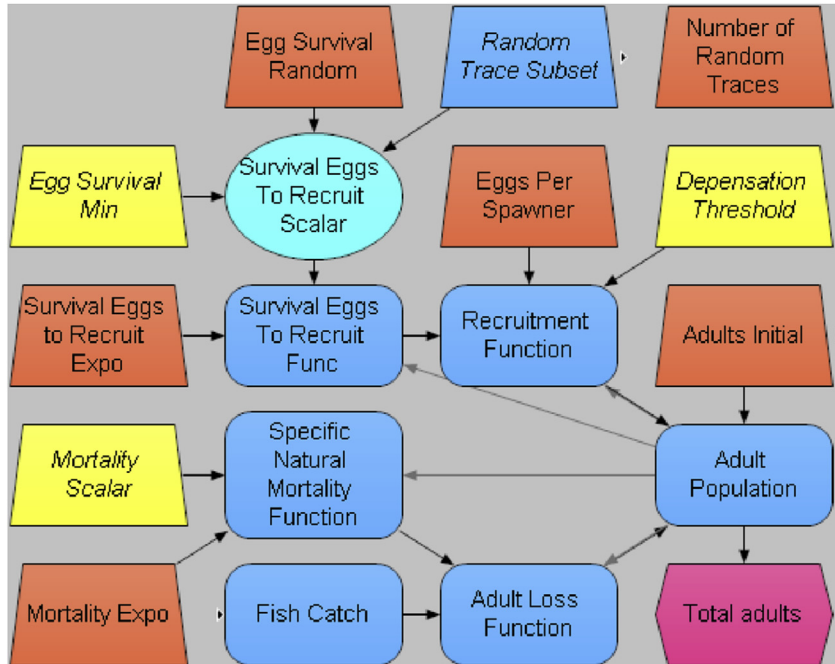 Egg Survival
Random
Random
Trace Subset
Number of
Random
Traces
Egg Survival
Min
Survival Eggs
To Recruit
Scalar
Eggs Per
Spawner
Depensation
Threshold
Survival Eggs
to Recruit
Expo
Survival Eggs
To Recruit
Func
Recruitment
Function
Adults Initial
Mortality
Scalar
Specific
Natural
Mortality
Function
Adult
Population
Mortality Expo
Fish Catch
Adult Loss
Function
Total adults